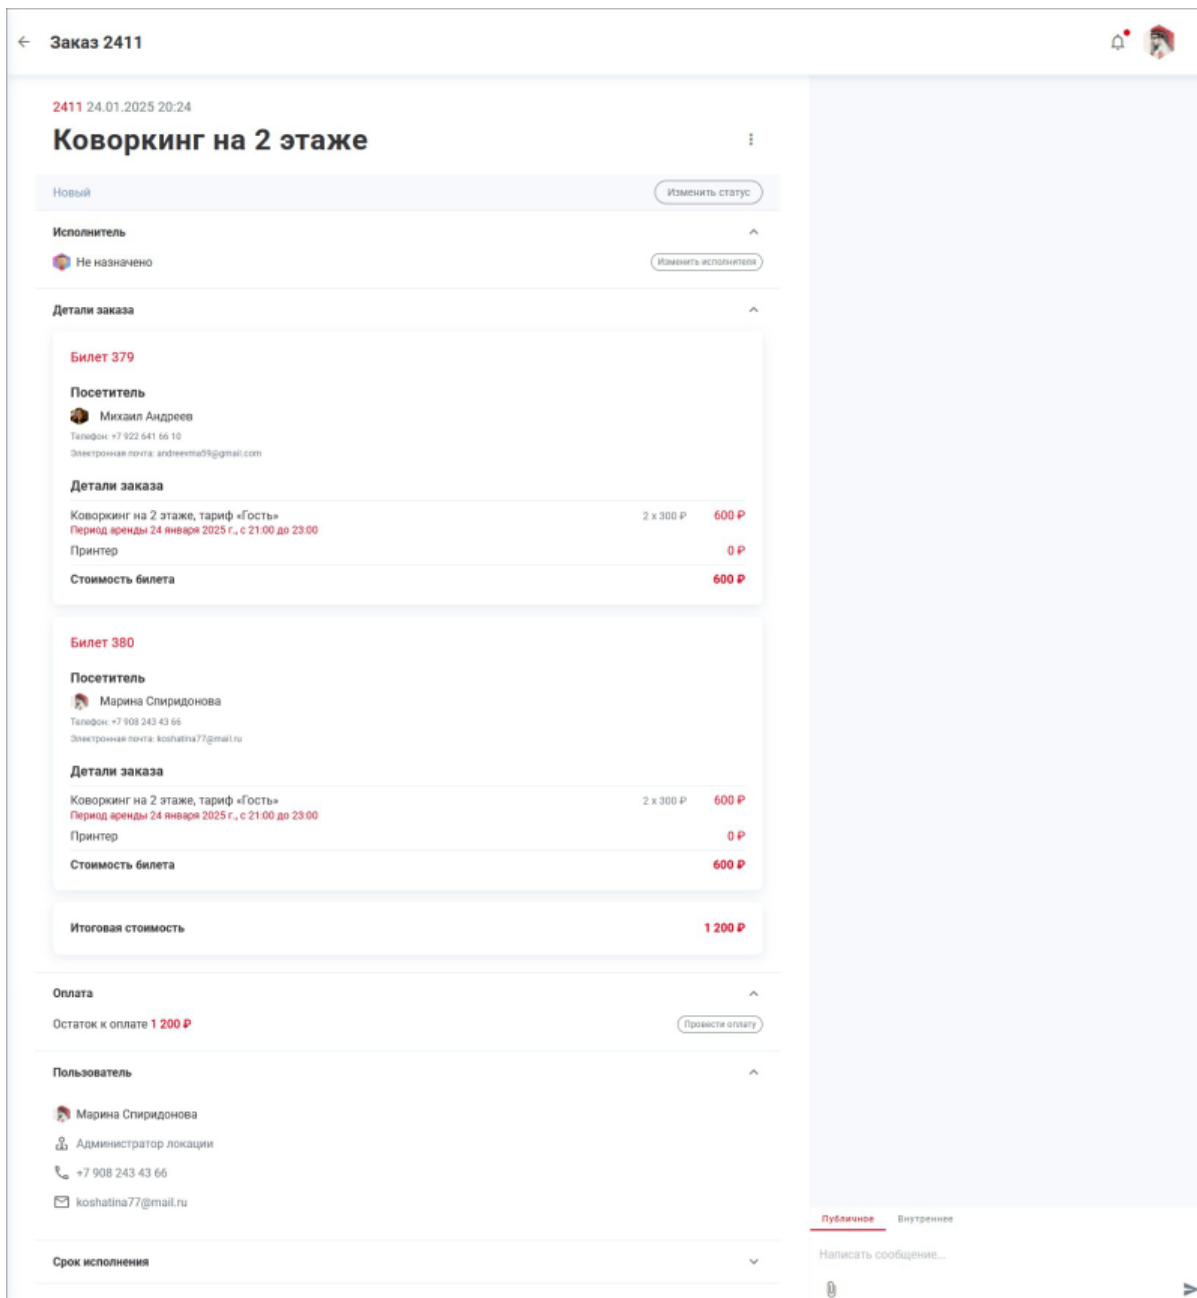 Заказ 2411
2411 24.01.2025 20:24
Коворкинг на 2 этаже
Новый
Изменить статус
Исполнитель
Не назначено
Изменить исполнителя
Детали заказа
Билет 379
Посетитель
Михаил Андреев
Телефон: +7 922 641 66 10
Электронная почта: andreevma59@gmail.com
Детали заказа
Коворкинг на 2 этаже, тариф «Гость» 2 x 300 ₽ 600 ₽
Период аренды 24 января 2025 г., с 21:00 до 23:00
Принтер 0 ₽
Стоимость билета 600 ₽
Билет 380
Посетитель
Марина Спиридонова
Телефон: +7 908 243 43 66
Электронная почта: koshatina77@mail.ru
Детали заказа
Коворкинг на 2 этаже, тариф «Гость» 2 x 300 ₽ 600 ₽
Период аренды 24 января 2025 г., с 21:00 до 23:00
Принтер 0 ₽
Стоимость билета 600 ₽
Итоговая стоимость 1 200 ₽
Оплата
Остаток к оплате 1 200 ₽
Провести оплату
Пользователь
Марина Спиридонова
Администратор локации
+7 908 243 43 66
koshatina77@mail.ru
Срок исполнения
Публичное Внутреннее
Написать сообщение...